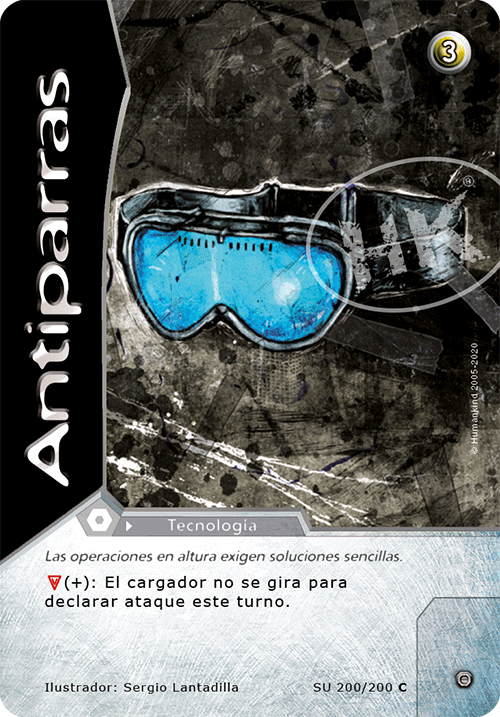 Antiparras
3
HK
®
© Humankind 2005-2020
Tecnología
Las operaciones en altura exigen soluciones sencillas.
(+): El cargador no se gira para
declarar ataque este turno.
Ilustrador: Sergio Lantadilla
SU 200/200 C